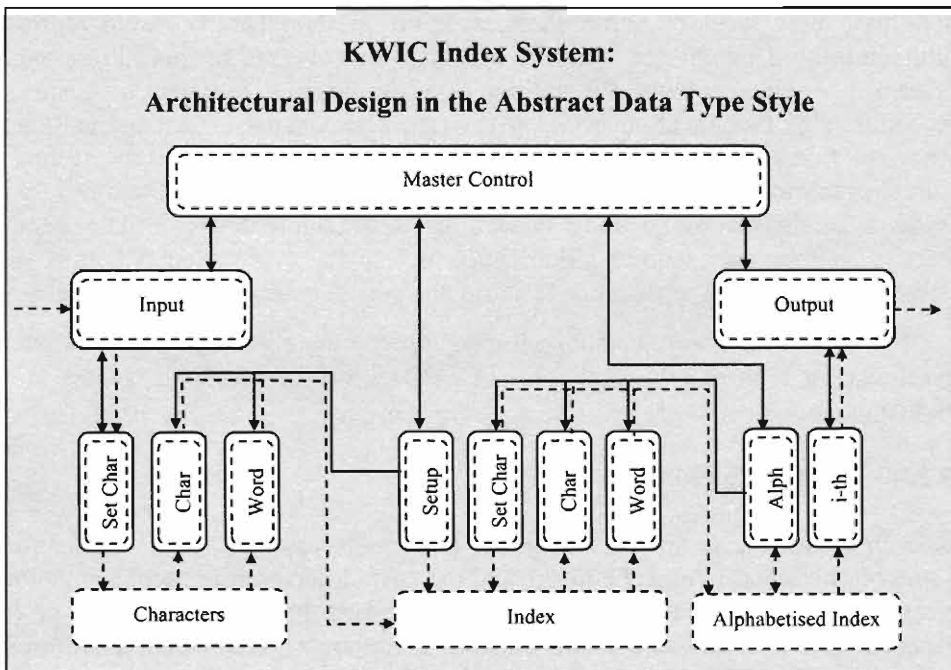 KWIC Index System:
Architectural Design in the Abstract Data Type Style
Master Control
Input
Output
Set Char
Char
Word
Setup
Set Char
Char
Word
Alph
i-th
Characters
Index
Alphabetised Index